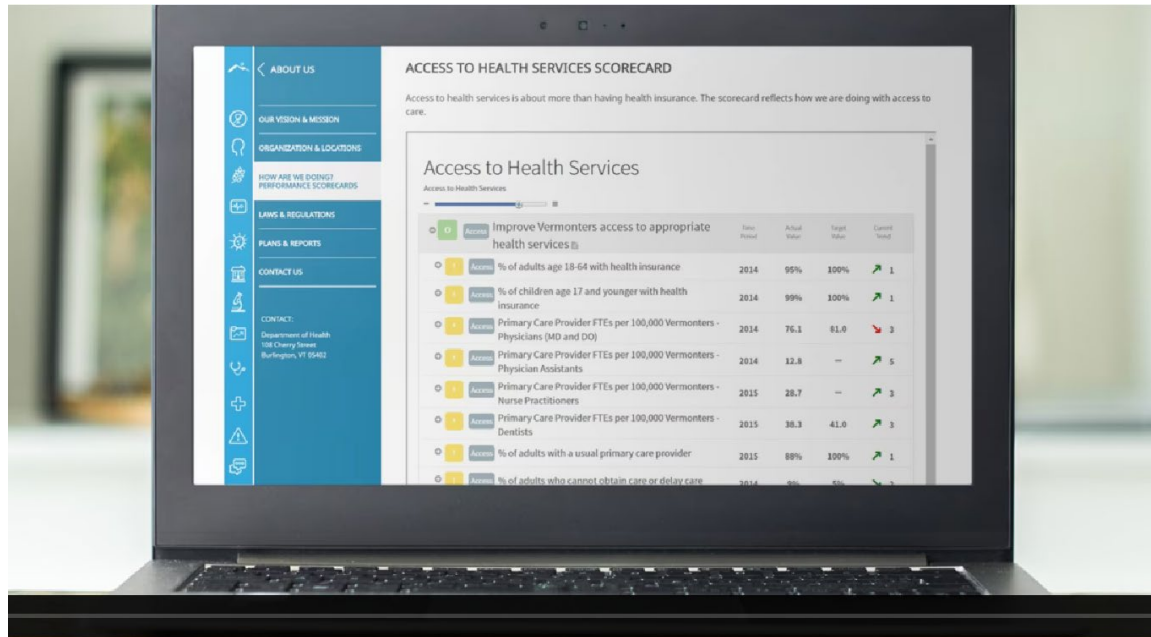 ABOUT US
OUR VISION & MISSION
ORGANIZATION & LOCATIONS
HOW ARE WE DOING?
PERFORMANCE SCORECARDS
LAWS & REGULATIONS
PLANS & REPORTS
CONTACT US
CONTACT:
Department of Health
108 Cherry Street
Burlington, VT 05402
ACCESS TO HEALTH SERVICES SCORECARD
Access to health services is about more than having health insurance. The scorecard reflects how we are doing with access to
care.
Access to Health Services
Access to Health Services
O Access Improve Vermonters access to appropriate Time Actual Target Current
health services Period Value Value Trend
I Access % of adults age 18-64 with health insurance 2014 95% 100% 1
I Access % of children age 17 and younger with health
insurance 2014 99% 100% 1
I Access Primary Care Provider FTEs per 100,000 Vermonters -
Physicians (MD and DO) 2014 76.1 61.0 3
I Access Primary Care Provider FTEs per 100,000 Vermonters -
Physician Assistants 2014 12.8 — 5
I Access Primary Care Provider FTEs per 100,000 Vermonters -
Nurse Practitioners 2015 28.7 — 3
I Access Primary Care Provider FTEs per 100,000 Vermonters -
Dentists 2015 36.3 41.0 3
I Access % of adults with a usual primary care provider 2015 88% 100% 1
Access % of adults who cannot obtain care or delay care 2014 9% 5%